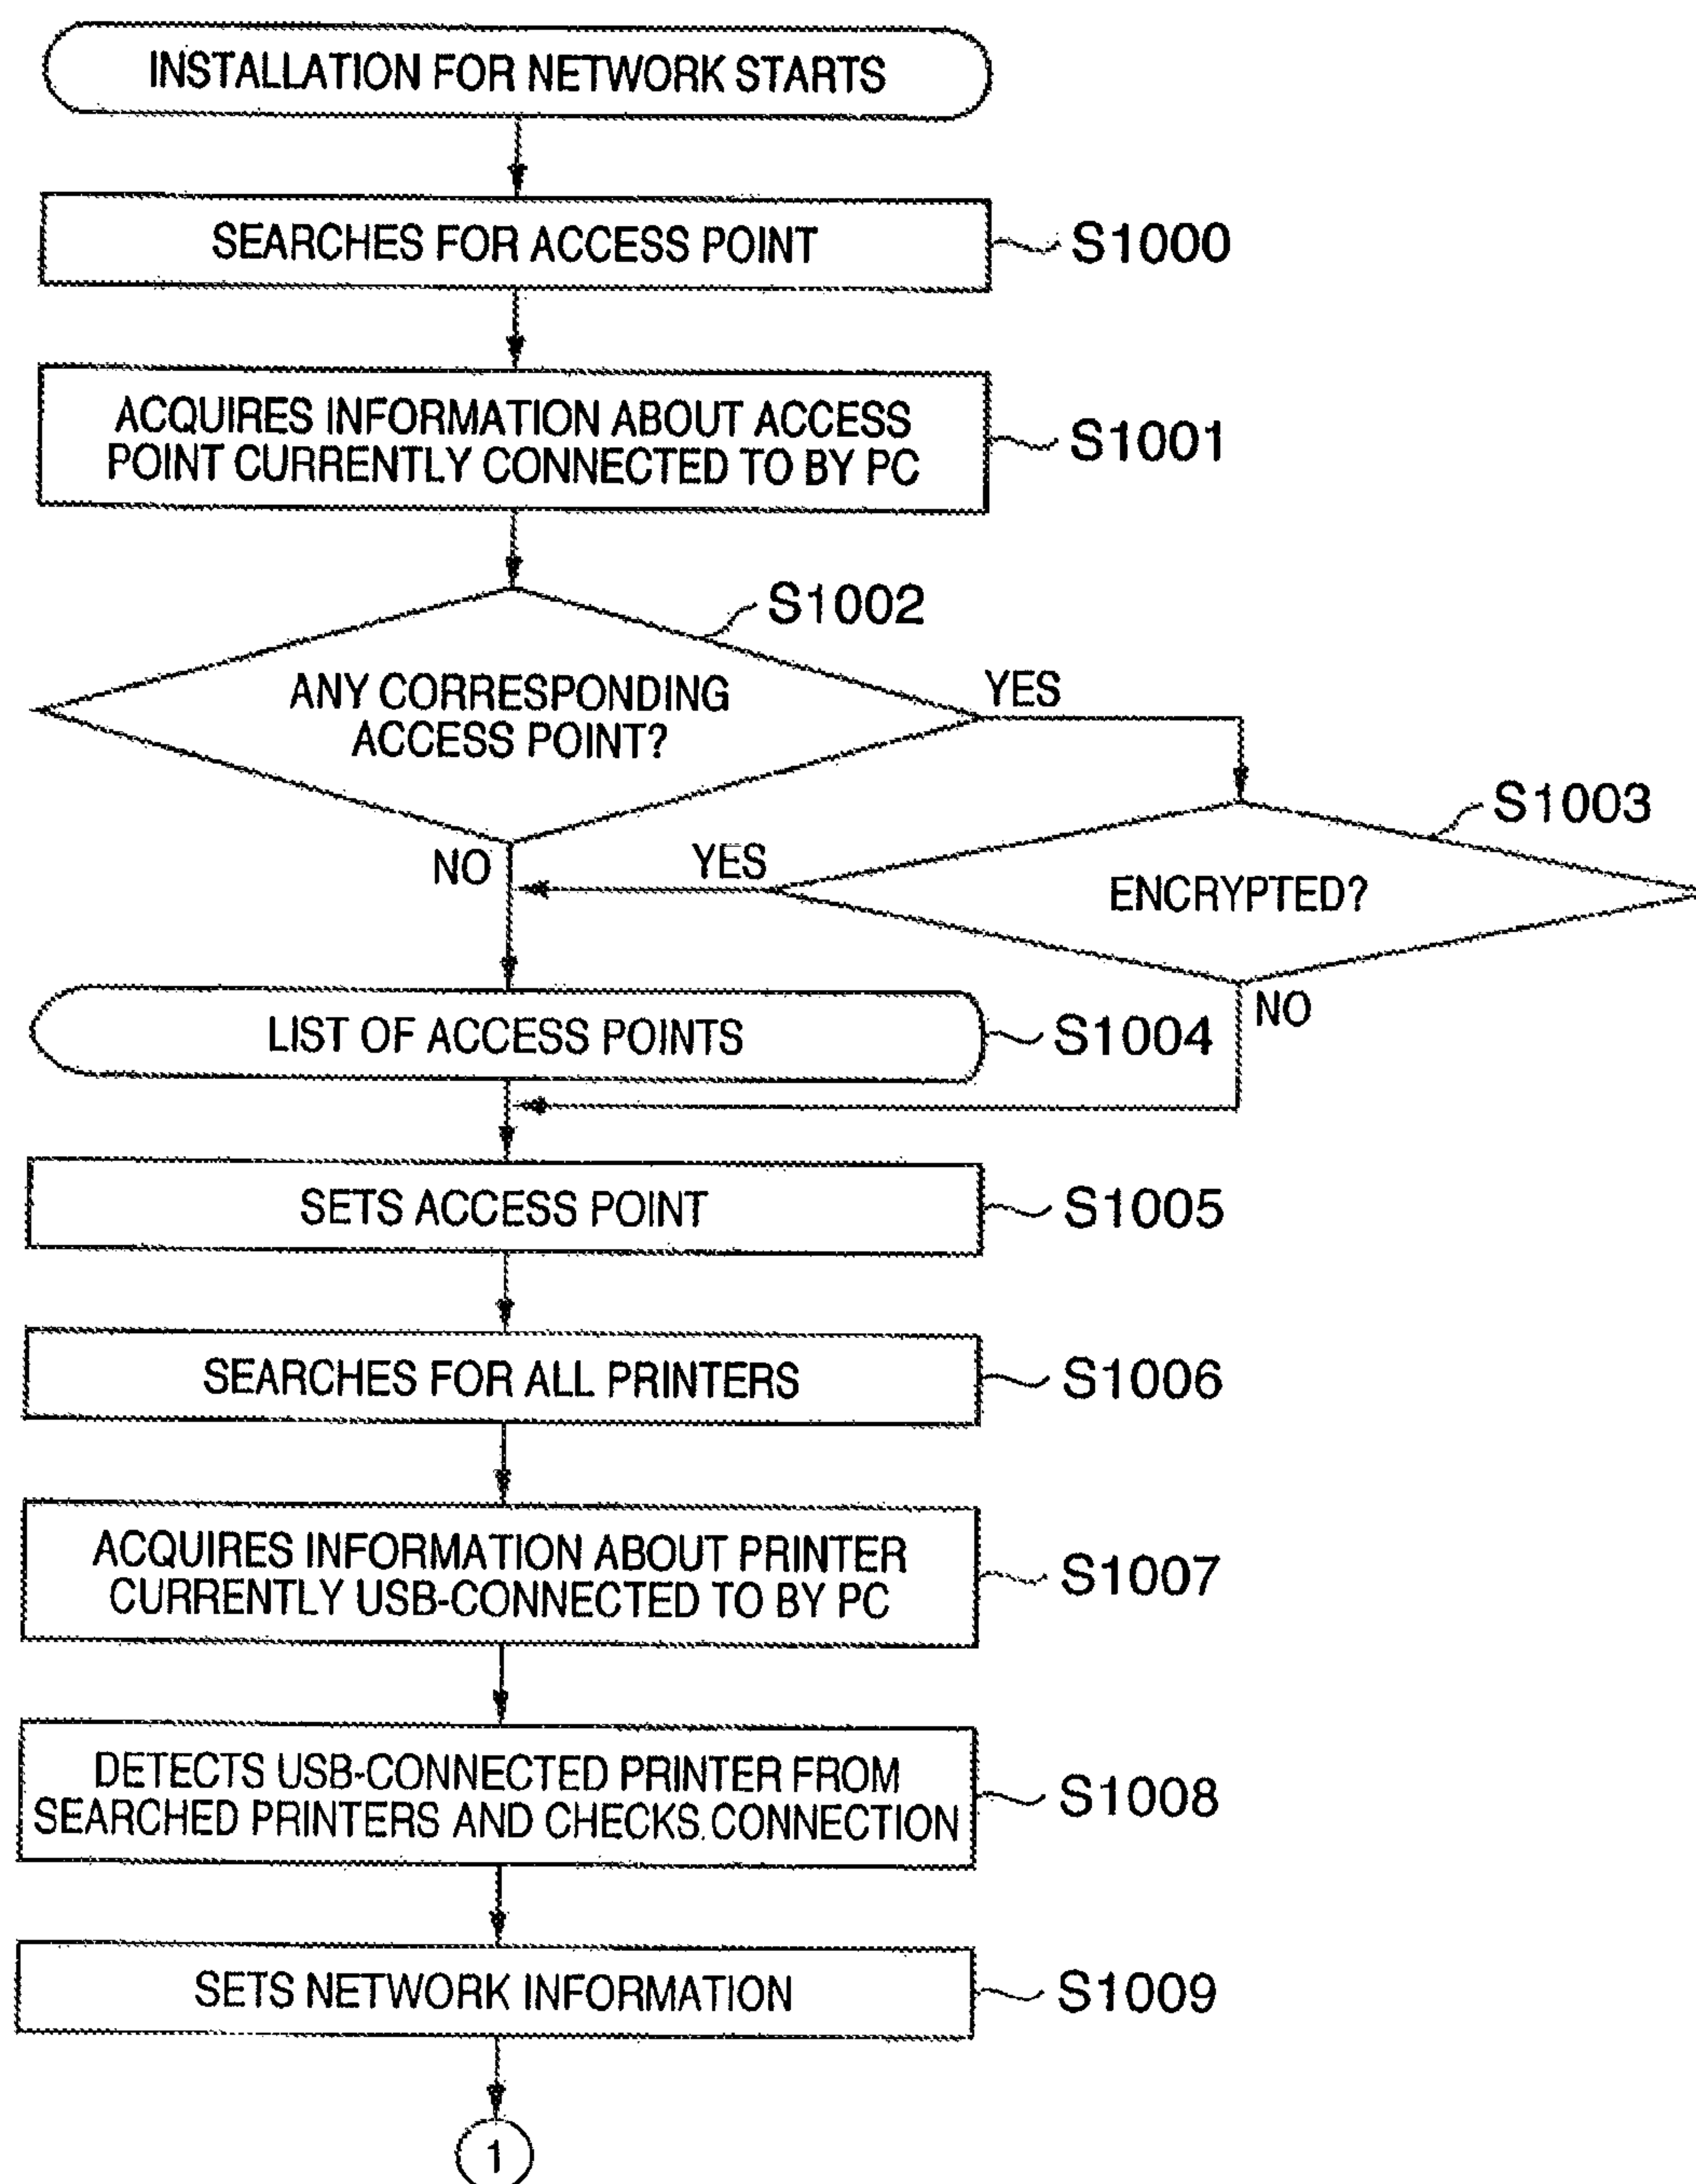 INSTALLATION FOR NETWORK STARTS
SEARCHES FOR ACCESS POINT
S1000
ACQUIRES INFORMATION ABOUT ACCESS
POINT CURRENTLY CONNECTED TO BY PC
S1001
S1002
ANY CORRESPONDING
ACCESS POINT?
YES
NO
S1003
ENCRYPTED?
YES
NO
LIST OF ACCESS POINTS
S1004
SETS ACCESS POINT
S1005
SEARCHES FOR ALL PRINTERS
S1006
ACQUIRES INFORMATION ABOUT PRINTER
CURRENTLY USB-CONNECTED TO BY PC
S1007
DETECTS USB-CONNECTED PRINTER FROM
SEARCHED PRINTERS AND CHECKS CONNECTION
S1008
SETS NETWORK INFORMATION
S1009
1